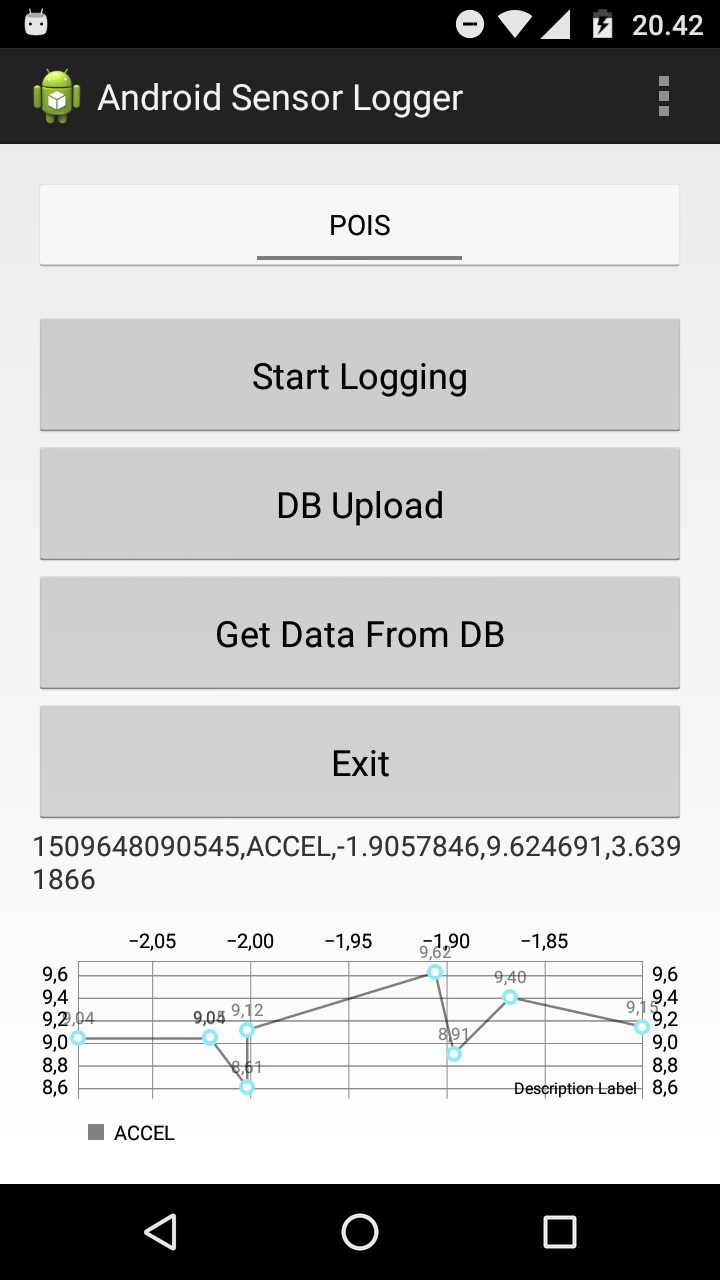 20.42
Android Sensor Logger
POIS
Start Logging
DB Upload
Get Data From DB
Exit
1509648090545,ACCEL,-1.9057846,9.624691,3.639
1866
−2,05 −2,00 −1,95 −1,90 −1,85
9,62
9,6 9,40 9,6
9,4 9,4
9,2 9,04 9,12 9,15 9,2
9,0 8,91 9,0
8,8 8,61 8,8
8,6 Description Label 8,6
ACCEL